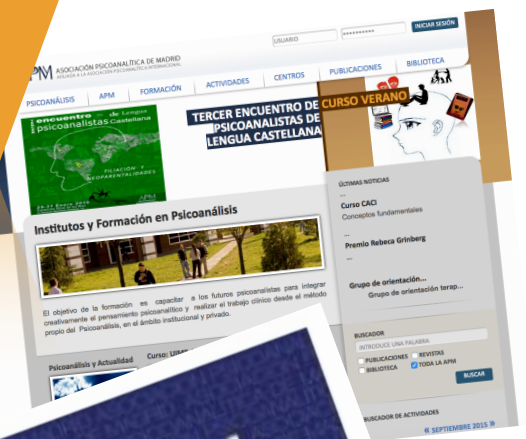 USUARIO
INICIAR SESIÓN
APM ASOCIACIÓN PSICOANALÍTICA DE MADRID
AFILIADA A LA ASOCIACIÓN PSICOANALÍTICA INTERNACIONAL
PSICOANÁLISIS APM FORMACIÓN ACTIVIDADES CENTROS PUBLICACIONES BIBLIOTECA
encuentro de Lengua
psicoanalistas Castellana
FILIACIÓN Y
NEOPARENTALIDADES
APM
TERCER ENCUENTRO DE
PSICOANALISTAS DE
LENGUA CASTELLANA
CURSO VERANO
Institutos y Formación en Psicoanálisis
El objetivo de la formación es capacitar a los futuros psicoanalistas para integrar
creativamente el pensamiento psicoanalítico y realizar el trabajo clínico desde el método
propio del Psicoanálisis, en el ámbito institucional y privado.
Psicoanálisis y Actualidad
Curso:
ÚLTIMAS NOTICIAS
...
Curso CACI
Conceptos fundamentales
...
Premio Rebeca Grinberg
...
Grupo de orientación...
Grupo de orientación terap...
BUSCADOR
INTRODUCE UNA PALABRA
PUBLICACIONES REVISTAS
BIBLIOTECA TODA LA APM
BUSCAR
BUSCADOR DE ACTIVIDADES
« SEPTIEMBRE 2015 »